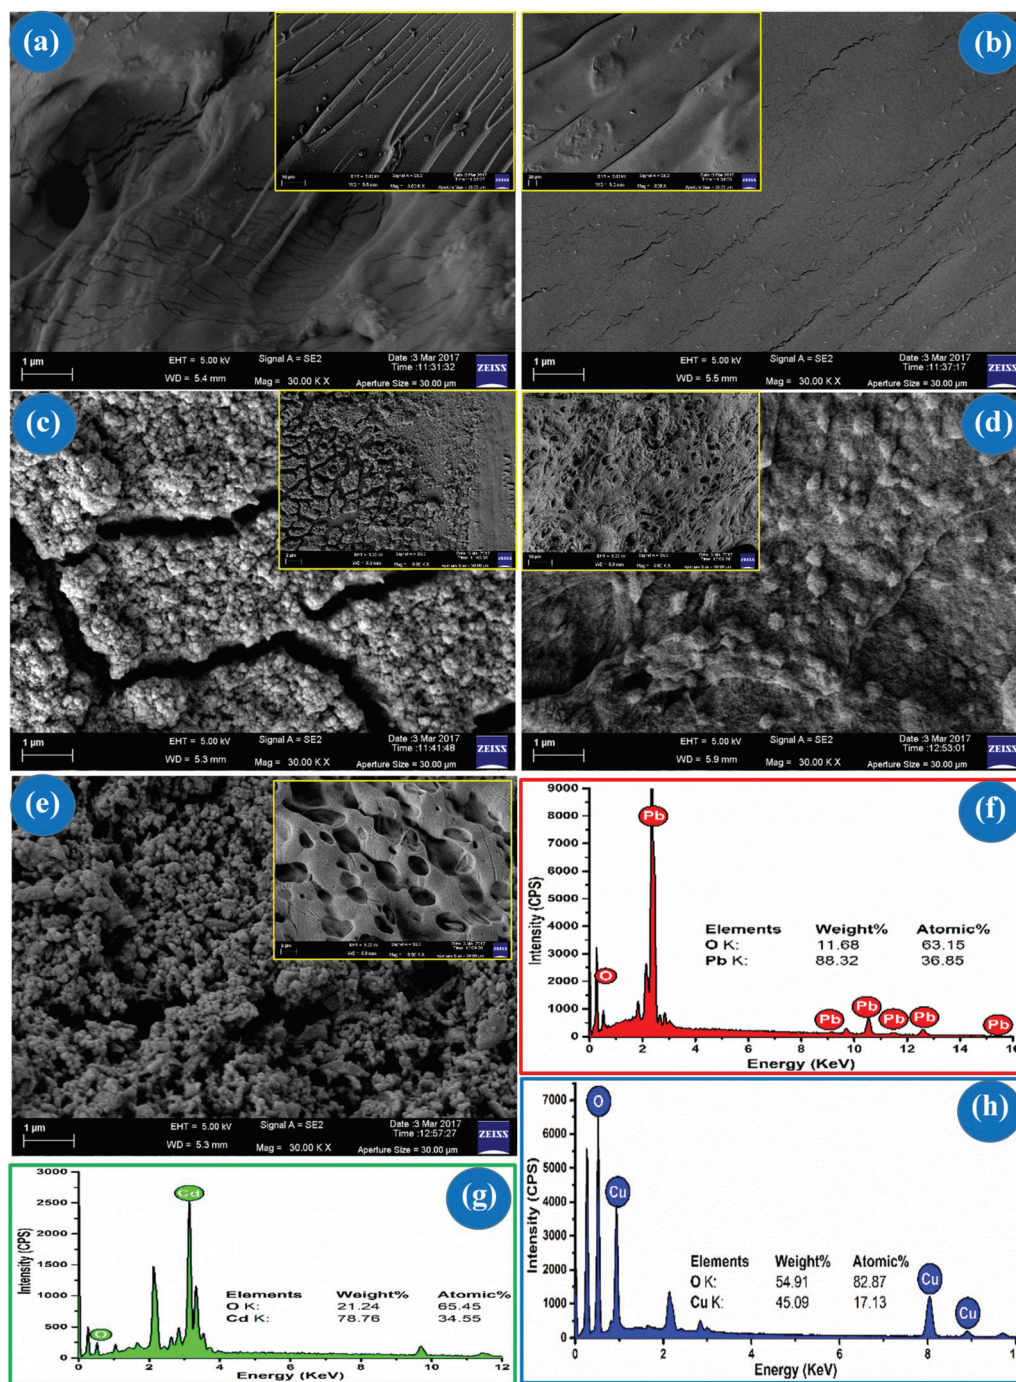 (a)
(b)
1 µm
EHT = 5.00 kV
Signal A = SE2
Date :3 Mar 2017
Time :11:31:32
WD = 5.4 mm
Mag = 30.00 K X
Aperture Size = 30.00 µm
ZEISS
1 µm
EHT = 5.00 kV
Signal A = SE2
Date :3 Mar 2017
Time :11:37:17
WD = 5.5 mm
Mag = 30.00 K X
Aperture Size = 30.00 µm
ZEISS
(c)
(d)
1 µm
EHT = 5.00 kV
Signal A = SE2
Date :3 Mar 2017
Time :11:41:48
WD = 5.3 mm
Mag = 30.00 K X
Aperture Size = 30.00 µm
ZEISS
1 µm
EHT = 5.00 kV
Signal A = SE2
Date :3 Mar 2017
Time :12:53:01
WD = 5.9 mm
Mag = 30.00 K X
Aperture Size = 30.00 µm
ZEISS
(e)
1 µm
EHT = 5.00 kV
Signal A = SE2
Date :3 Mar 2017
Time :12:57:27
WD = 5.3 mm
Mag = 30.00 K X
Aperture Size = 30.00 µm
ZEISS
(f)
Intensity (CPS)
9000
8000
7000
6000
5000
4000
3000
2000
1000
0
Pb
O
Elements Weight% Atomic%
O K: 11.68 63.15
Pb K: 88.32 36.85
Pb Pb Pb Pb Pb
0 2 4 6 8 10 12 14 16
Energy (KeV)
(g)
Intensity (CPS)
3000
2500
2000
1500
1000
500
0
Cd
O
Elements Weight% Atomic%
O K: 21.24 65.45
Cd K: 78.76 34.55
0 2 4 6 8 10 12
Energy (KeV)
(h)
Intensity (CPS)
7000
6000
5000
4000
3000
2000
1000
0
O
Cu
Elements Weight% Atomic%
O K: 54.91 82.87
Cu K: 45.09 17.13
Cu
Cu
0 2 4 6 8 10
Energy (KeV)